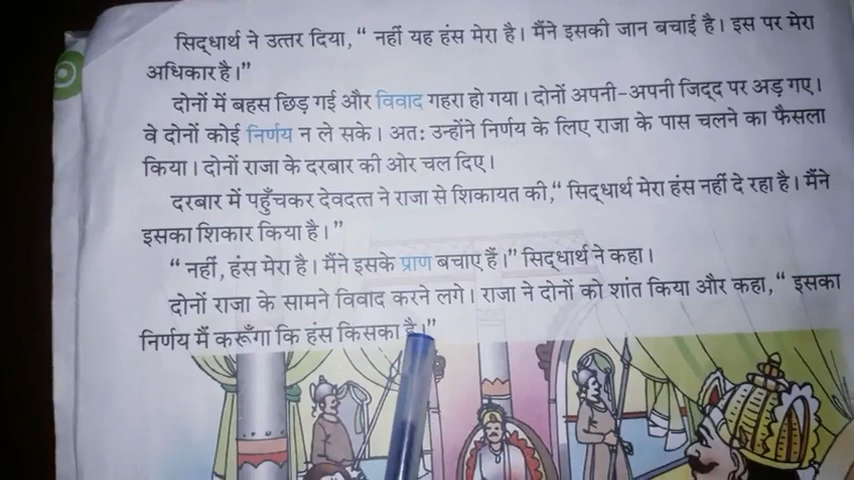 सिद्धार्थ ने उत्तर दिया, “ नहीं यह हंस मेरा है। मैंने इसकी जान बचाई है। इस पर मेरा
अधिकार है।”
दोनों में बहस छिड़ गई और विवाद गहरा हो गया। दोनों अपनी-अपनी जिद्द पर अड़ गए।
वे दोनों कोई निर्णय न ले सके। अतः उन्होंने निर्णय के लिए राजा के पास चलने का फैसला
किया। दोनों राजा के दरबार की ओर चल दिए।
दरबार में पहुँचकर देवदत्त ने राजा से शिकायत की,“ सिद्धार्थ मेरा हंस नहीं दे रहा है। मैंने
इसका शिकार किया है।”
“ नहीं, हंस मेरा है। मैंने इसके प्राण बचाए हैं।” सिद्धार्थ ने कहा।
दोनों राजा के सामने विवाद करने लगे। राजा ने दोनों को शांत किया और कहा,“ इसका
निर्णय मैं करूँगा कि हंस किसका है।”